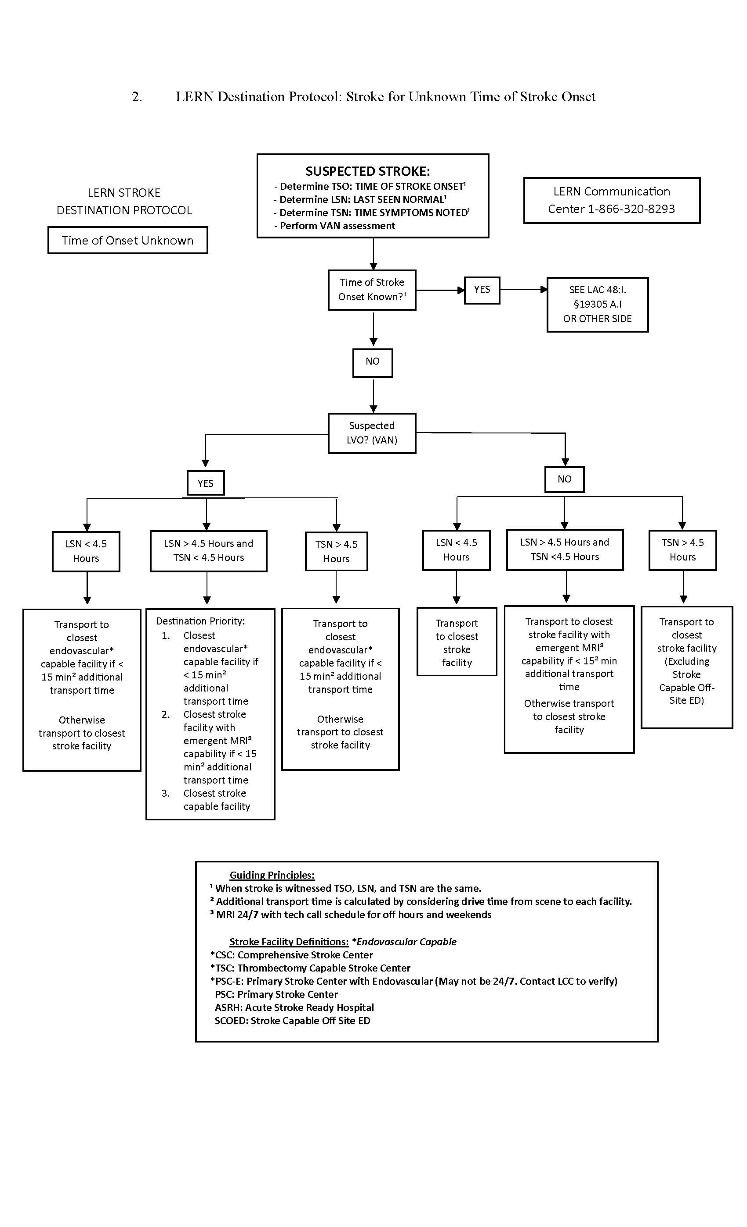 2. LERN Destination Protocol: Stroke for Unknown Time of Stroke Onset
LERN STROKE
DESTINATION PROTOCOL
Time of Onset Unknown
SUSPECTED STROKE:
- Determine TSO: TIME OF STROKE ONSET¹
- Determine LSN: LAST SEEN NORMAL¹
- Determine TSN: TIME SYMPTOMS NOTED¹
- Perform VAN assessment
LERN Communication
Center 1-866-320-8293
Time of Stroke
Onset Known?¹
YES
SEE LAC 48:I.
§19305 A.I
OR OTHER SIDE
NO
Suspected
LVO? (VAN)
YES
NO
LSN < 4.5
Hours
LSN > 4.5 Hours and
TSN < 4.5 Hours
TSN > 4.5
Hours
LSN < 4.5
Hours
LSN > 4.5 Hours and
TSN <4.5 Hours
TSN > 4.5
Hours
Transport to
closest
endovascular*
capable facility if <
15 min² additional
transport time
Otherwise
transport to closest
stroke facility
Destination Priority:
1. Closest
endovascular*
capable facility if
< 15 min²
additional
transport time
2. Closest stroke
facility with
emergent MRI³
capability if < 15
min² additional
transport time
3. Closest stroke
capable facility
Transport to
closest
endovascular*
capable facility if <
15 min² additional
transport time
Otherwise
transport to closest
stroke facility
Transport
to closest
stroke
facility
Transport to closest
stroke facility with
emergent MRI³
capability if < 15² min
additional transport
time
Otherwise transport
to closest stroke
facility
Transport to
closest
stroke facility
(Excluding
Stroke
Capable Off-
Site ED)
Guiding Principles:
¹ When stroke is witnessed TSO, LSN, and TSN are the same.
² Additional transport time is calculated by considering drive time from scene to each facility.
³ MRI 24/7 with tech call schedule for off hours and weekends
Stroke Facility Definitions: *Endovascular Capable
*CSC: Comprehensive Stroke Center
*TSC: Thrombectomy Capable Stroke Center
*PSC-E: Primary Stroke Center with Endovascular (May not be 24/7. Contact LCC to verify)
PSC: Primary Stroke Center
ASRH: Acute Stroke Ready Hospital
SCOED: Stroke Capable Off Site ED